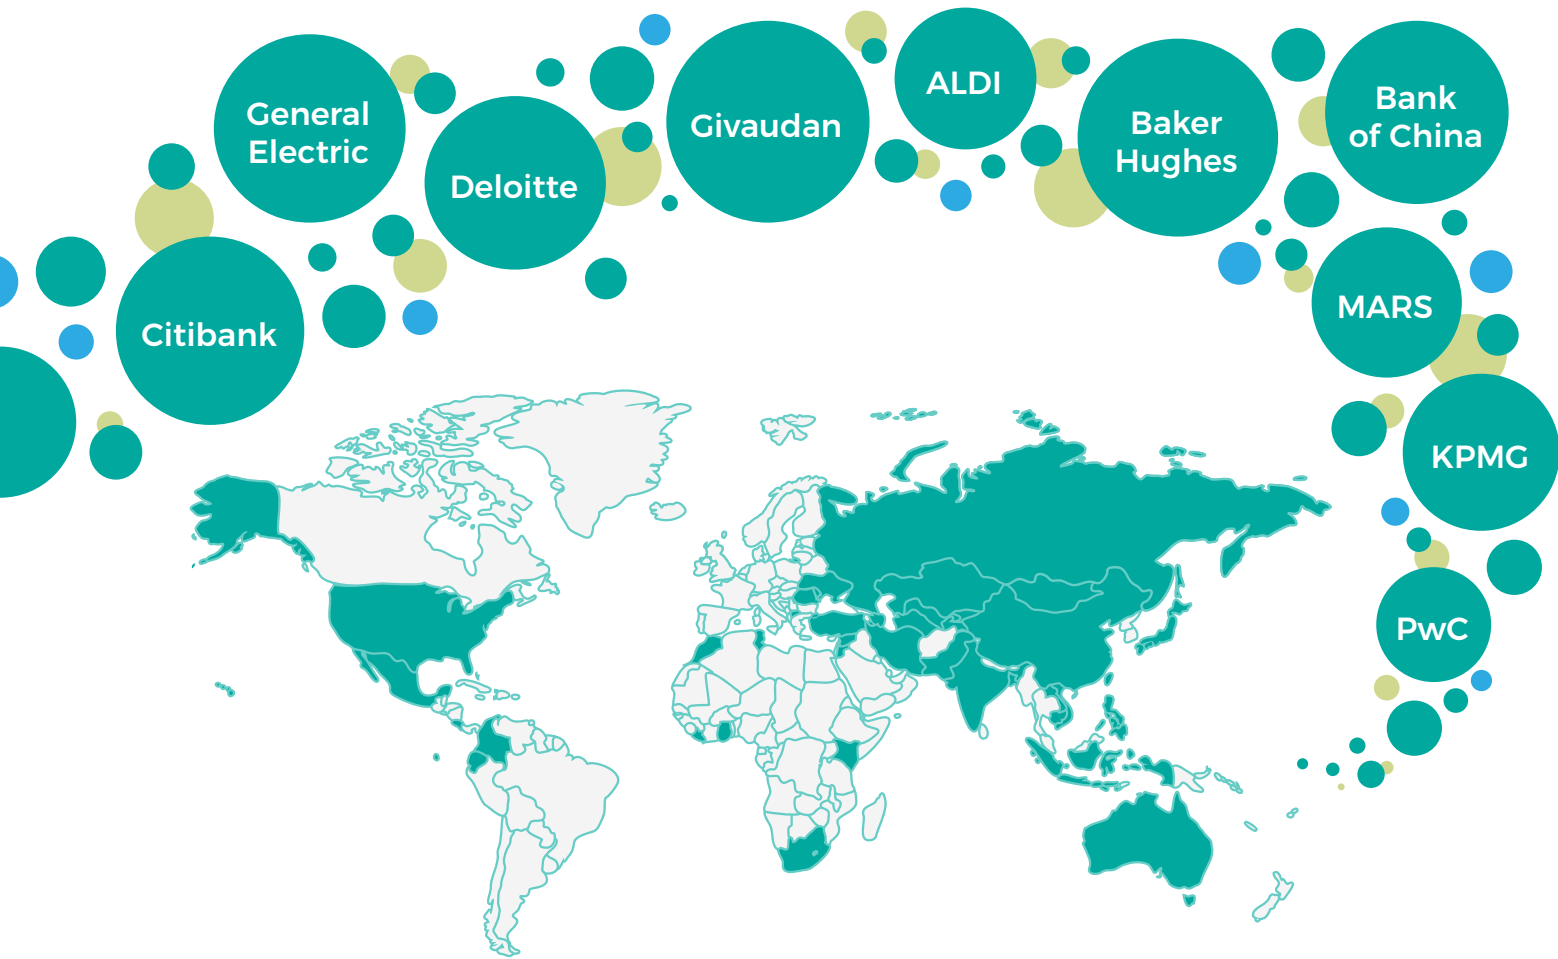 General
Electric
Deloitte
Givaudan
ALDI
Baker
Hughes
Bank
of China
Citibank
MARS
KPMG
PwC